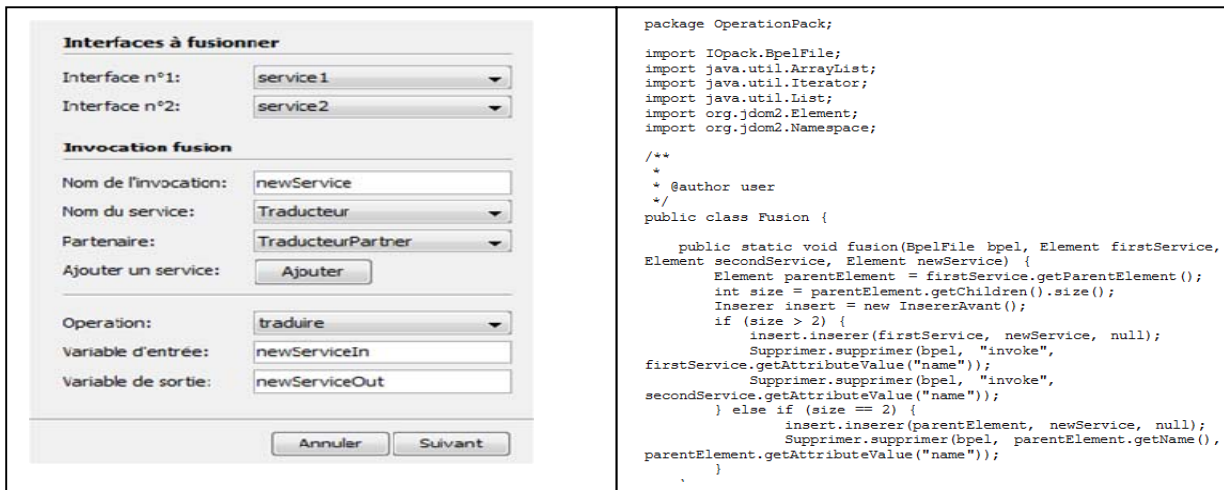 Interfaces à fusionner
Interface n°1: service1
Interface n°2: service2
Invocation fusion
Nom de l'invocation: newService
Nom du service: Traducteur
Partenaire: TraducteurPartner
Ajouter un service: Ajouter
Operation: traduire
Variable d'entrée: newServiceIn
Variable de sortie: newServiceOut
Annuler Suivant
package OperationPack;
import IOpack.BpelFile;
import java.util.ArrayList;
import java.util.Iterator;
import java.util.List;
import org.jdom2.Element;
import org.jdom2.Namespace;
/**
*
* @author user
*/
public class Fusion {
public static void fusion(BpelFile bpel, Element firstService,
Element secondService, Element newService) {
Element parentElement = firstService.getParentElement();
int size = parentElement.getChildren().size();
Inserer insert = new InsererAvant();
if (size > 2) {
insert.inserer(firstService, newService, null);
Supprimer.supprimer(bpel, "invoke",
firstService.getAttributeValue("name"));
Supprimer.supprimer(bpel, "invoke",
secondService.getAttributeValue("name"));
} else if (size == 2) {
insert.inserer(parentElement, newService, null);
Supprimer.supprimer(bpel, parentElement.getName(),
parentElement.getAttributeValue("name"));
}